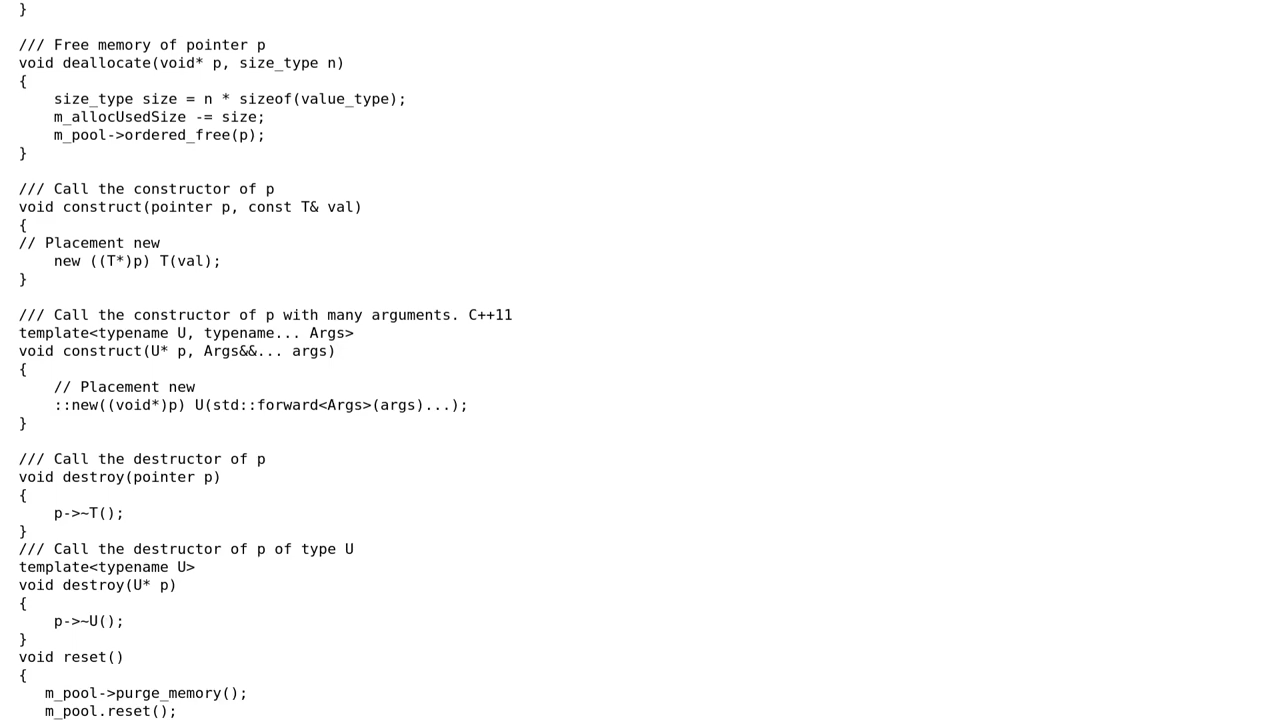 }

/// Free memory of pointer p
void deallocate(void* p, size_type n)
{
    size_type size = n * sizeof(value_type);
    m_allocUsedSize -= size;
    m_pool->ordered_free(p);
}

/// Call the constructor of p
void construct(pointer p, const T& val)
{
// Placement new
    new ((T*)p) T(val);
}

/// Call the constructor of p with many arguments. C++11
template<typename U, typename... Args>
void construct(U* p, Args&&... args)
{
    // Placement new
    ::new((void*)p) U(std::forward<Args>(args)...);
}

/// Call the destructor of p
void destroy(pointer p)
{
    p->~T();
}
/// Call the destructor of p of type U
template<typename U>
void destroy(U* p)
{
    p->~U();
}
void reset()
{
   m_pool->purge_memory();
   m_pool.reset();